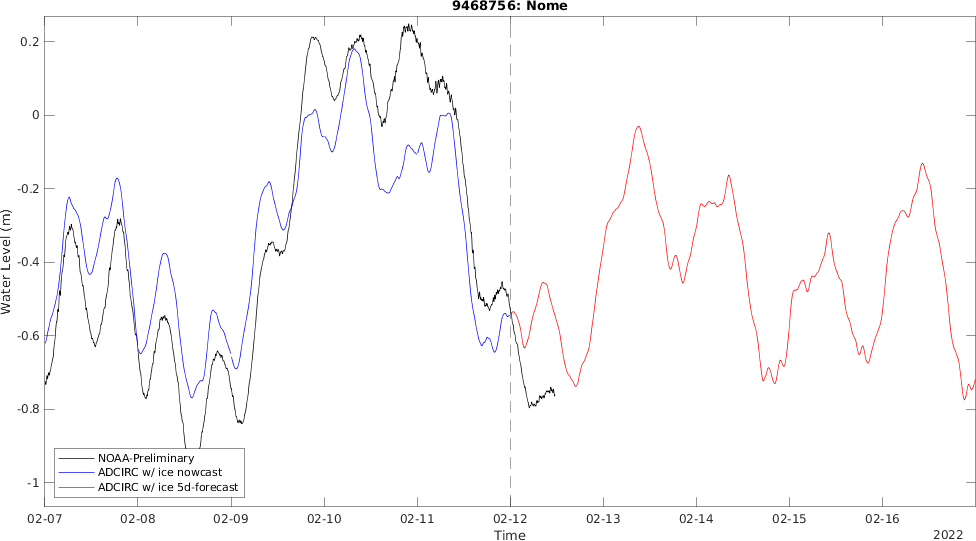 9468756: Nome
0.2
0
-0.2
-0.4
-0.6
-0.8
-1
Water Level (m)
NOAA-Preliminary
ADCIRC w/ ice nowcast
ADCIRC w/ ice 5d-forecast
02-07 02-08 02-09 02-10 02-11 02-12 02-13 02-14 02-15 02-16
Time
2022